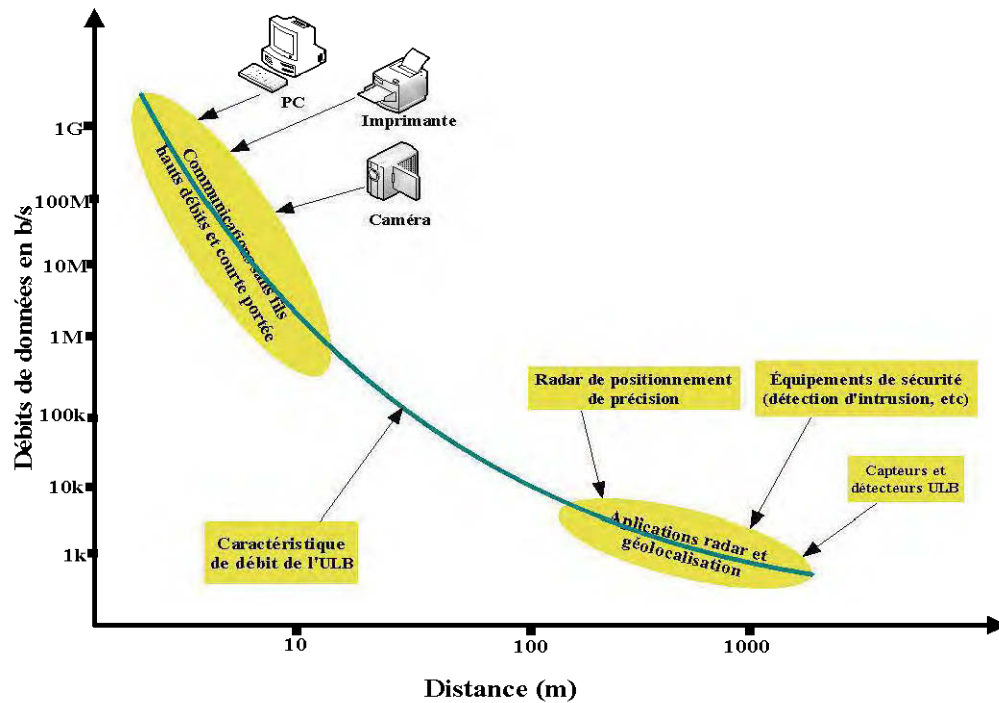 Débits de données en b/s
1G
100M
10M
1M
100k
10k
1k
PC
Imprimante
Caméra
Communications sans fils
hauts débits et courte portée
Radar de positionnement
de précision
Équipements de sécurité
(détection d'intrusion, etc)
Capteurs et
détecteurs ULB
Caractéristique
de débit de l'ULB
Aplications radar et
géolocalisation
10
100
1000
Distance (m)